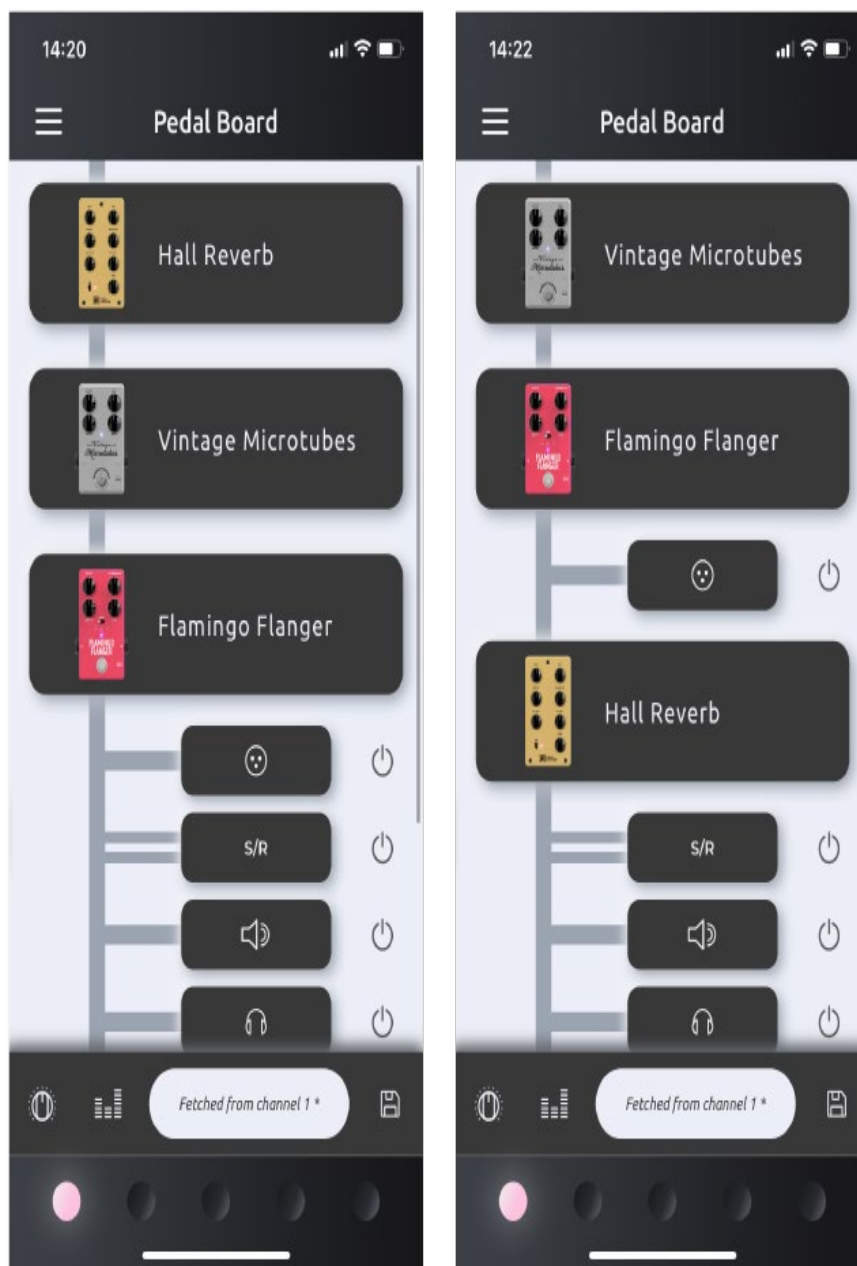 14:20
Pedal Board
Hall Reverb
Vintage Microtubes
Flamingo Flanger
S/R
Fetched from channel 1 *
14:22
Pedal Board
Vintage Microtubes
Flamingo Flanger
Hall Reverb
S/R
Fetched from channel 1 *